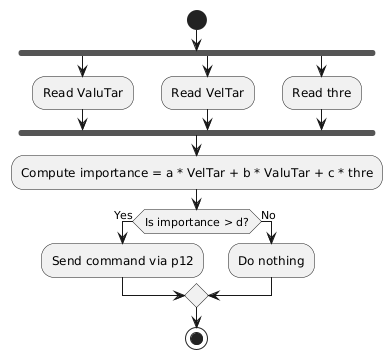 Read ValuTar
Read VelTar
Read thre
Compute importance = a * VelTar + b * ValuTar + c * thre
Is importance > d?
Yes
No
Send command via p12
Do nothing